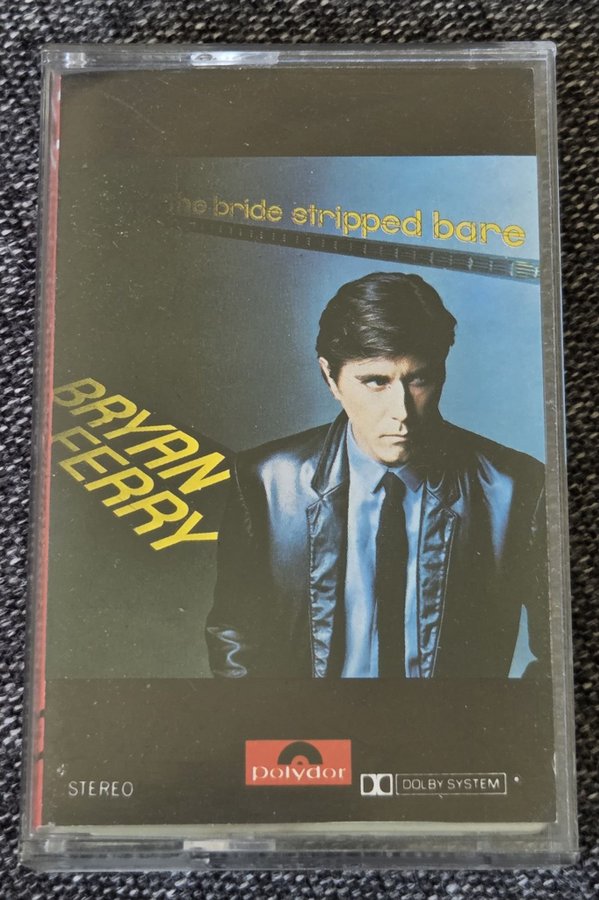 the bride stripped bare
BRYAN
FERRY
STEREO
polydor
DOLBY SYSTEM